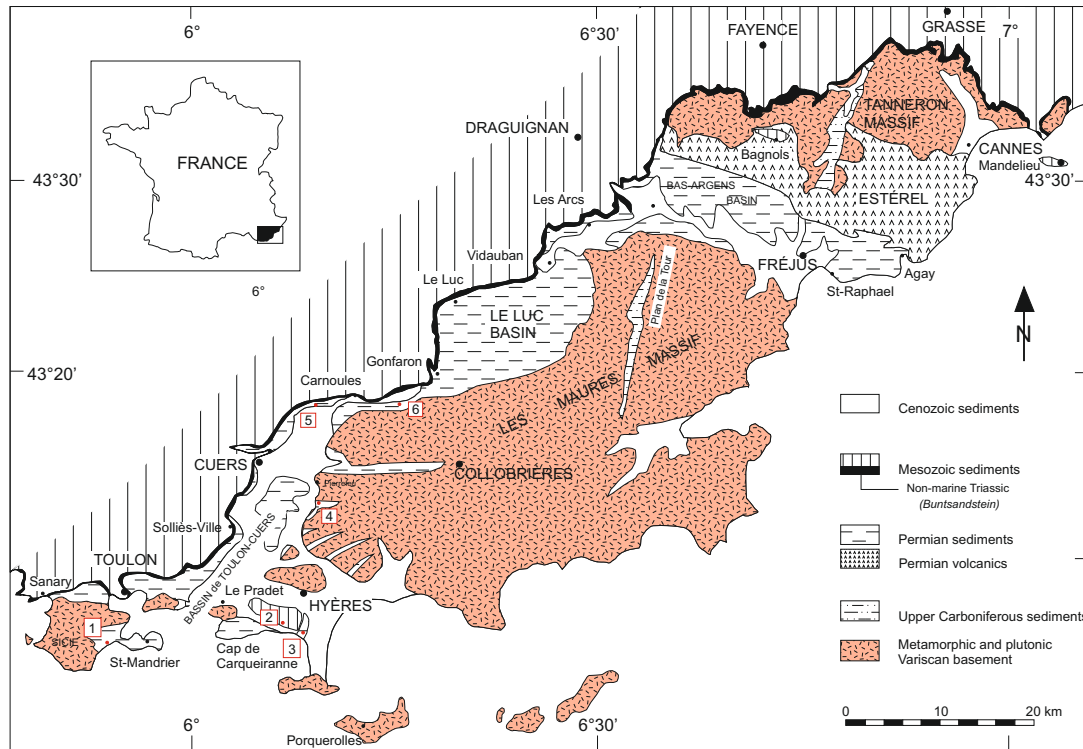 6°
6°30’
7°
GRASSE
FAYENCE
TANNERON
MASSIF
FRANCE
DRAGUIGNAN
Bagnols
CANNES
Mandelieu
43°30’
43°30’
BAS-ARGENS
BASIN
ESTÉREL
Les Arcs
Vidauban
FRÉJUS
Agay
St-Raphael
6°
Le Luc
Plan de la Tour
LE LUC
BASIN
N
Gonfaron
43°20’
Carnoules
LES MAURES MASSIF
5
6
CUERS
COLLOBRIÈRES
Pierrefeu
4
Solliès-Ville
BASSIN de TOULON-CUERS
TOULON
Sanary
Le Pradet
HYÈRES
1
2
SICIE
3
St-Mandrier
Cap de
Carqueiranne
Porquerolles
6°
6°30’
Cenozoic sediments
Mesozoic sediments
Non-marine Triassic
(Buntsandstein)
Permian sediments
Permian volcanics
Upper Carboniferous sediments
Metamorphic and plutonic
Variscan basement
0 10 20 km